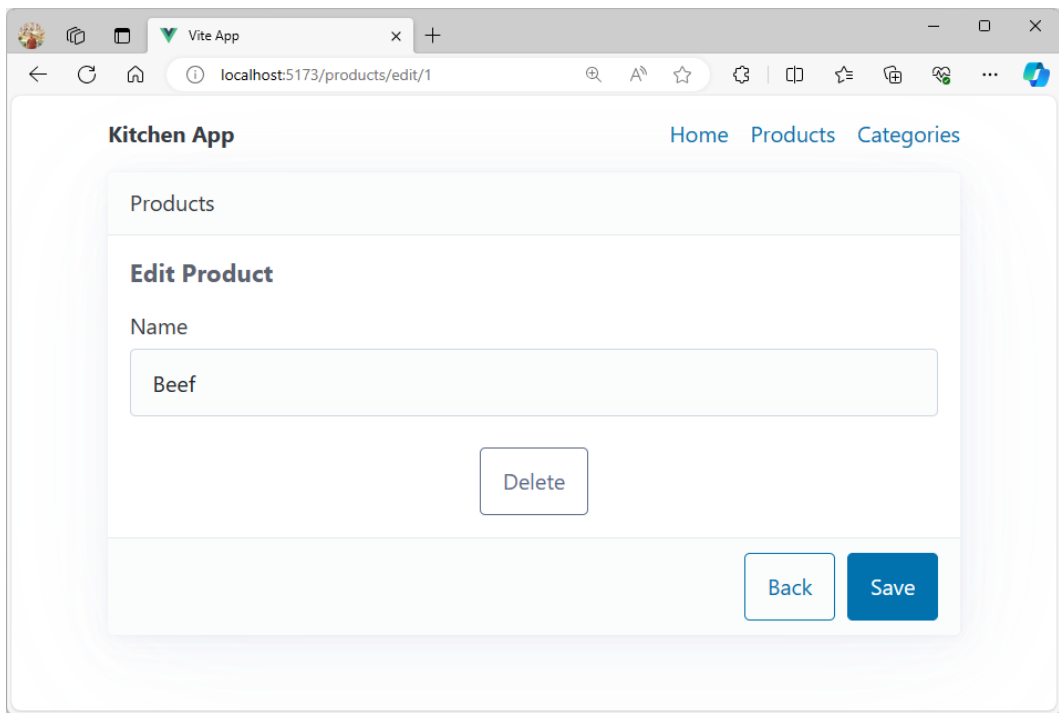 Vite App
localhost:5173/products/edit/1
Kitchen App Home Products Categories
Products
Edit Product
Name
Beef
Delete
Back Save